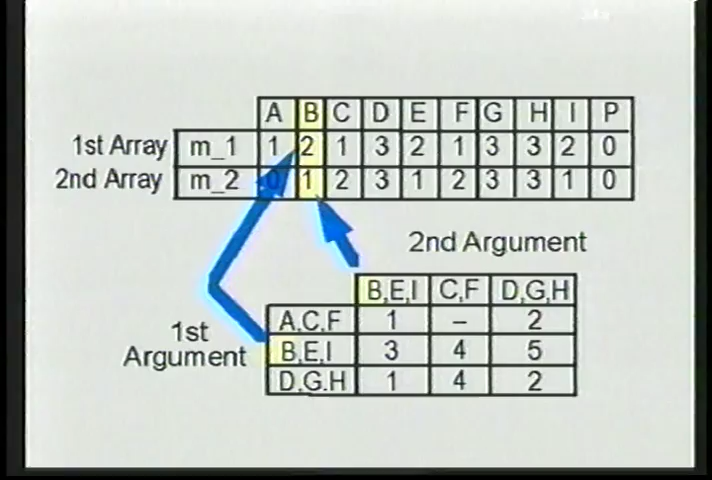 A B C D E F G H I P
1st Array m_1 1 2 1 3 2 1 3 3 2 0
2nd Array m_2 0 1 2 3 1 2 3 3 1 0
2nd Argument
B,E,I C,F D,G,H
A,C,F 1 – 2
1st Argument
B,E,I 3 4 5
D,G,H 1 4 2